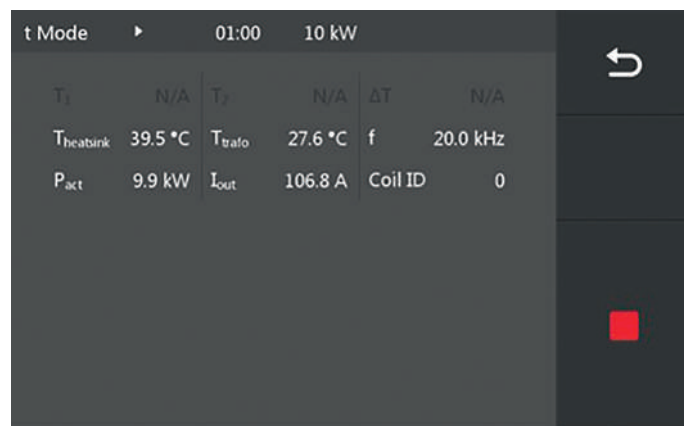 t Mode ▶ 01:00 10 kW
T₁ N/A T₂ N/A ΔT N/A
Theatsink 39.5 °C Ttrafo 27.6 °C f 20.0 kHz
Pact 9.9 kW Iout 106.8 A Coil ID 0